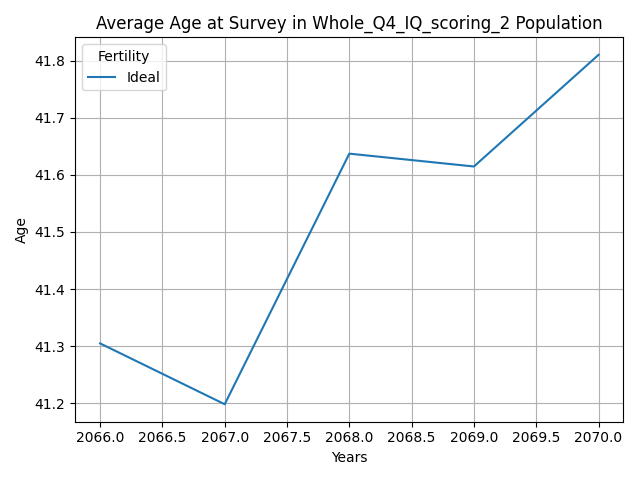 Average Age at Survey in Whole_Q4_IQ_scoring_2 Population
Fertility
Ideal
41.8
41.7
41.6
41.5
41.4
41.3
41.2
Age
2066.0 2066.5 2067.0 2067.5 2068.0 2068.5 2069.0 2069.5 2070.0
Years